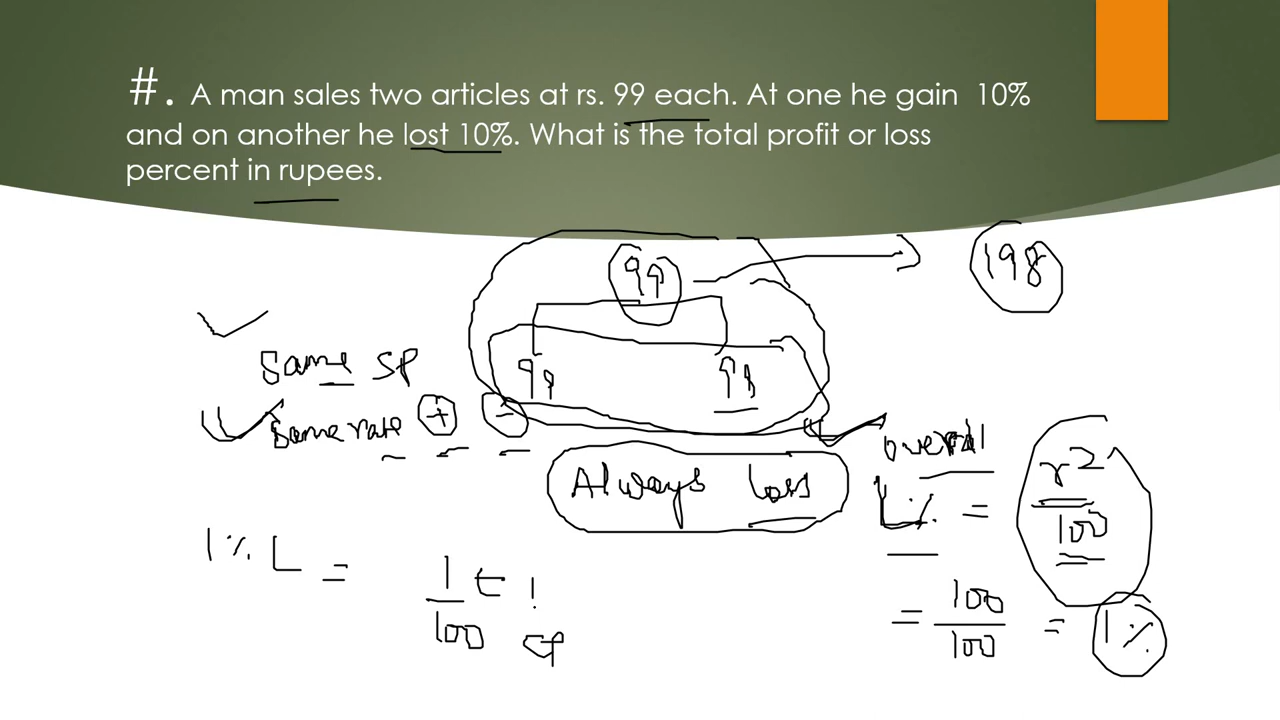 #. A man sales two articles at rs. 99 each. At one he gain 10%
and on another he lost 10%. What is the total profit or loss
percent in rupees.
99
198
Same SP
99 99
Same rate + -
Always loss
overall
L% = r²/100
= 100/100 = 1%
1% L = 1/100 ← L
CP